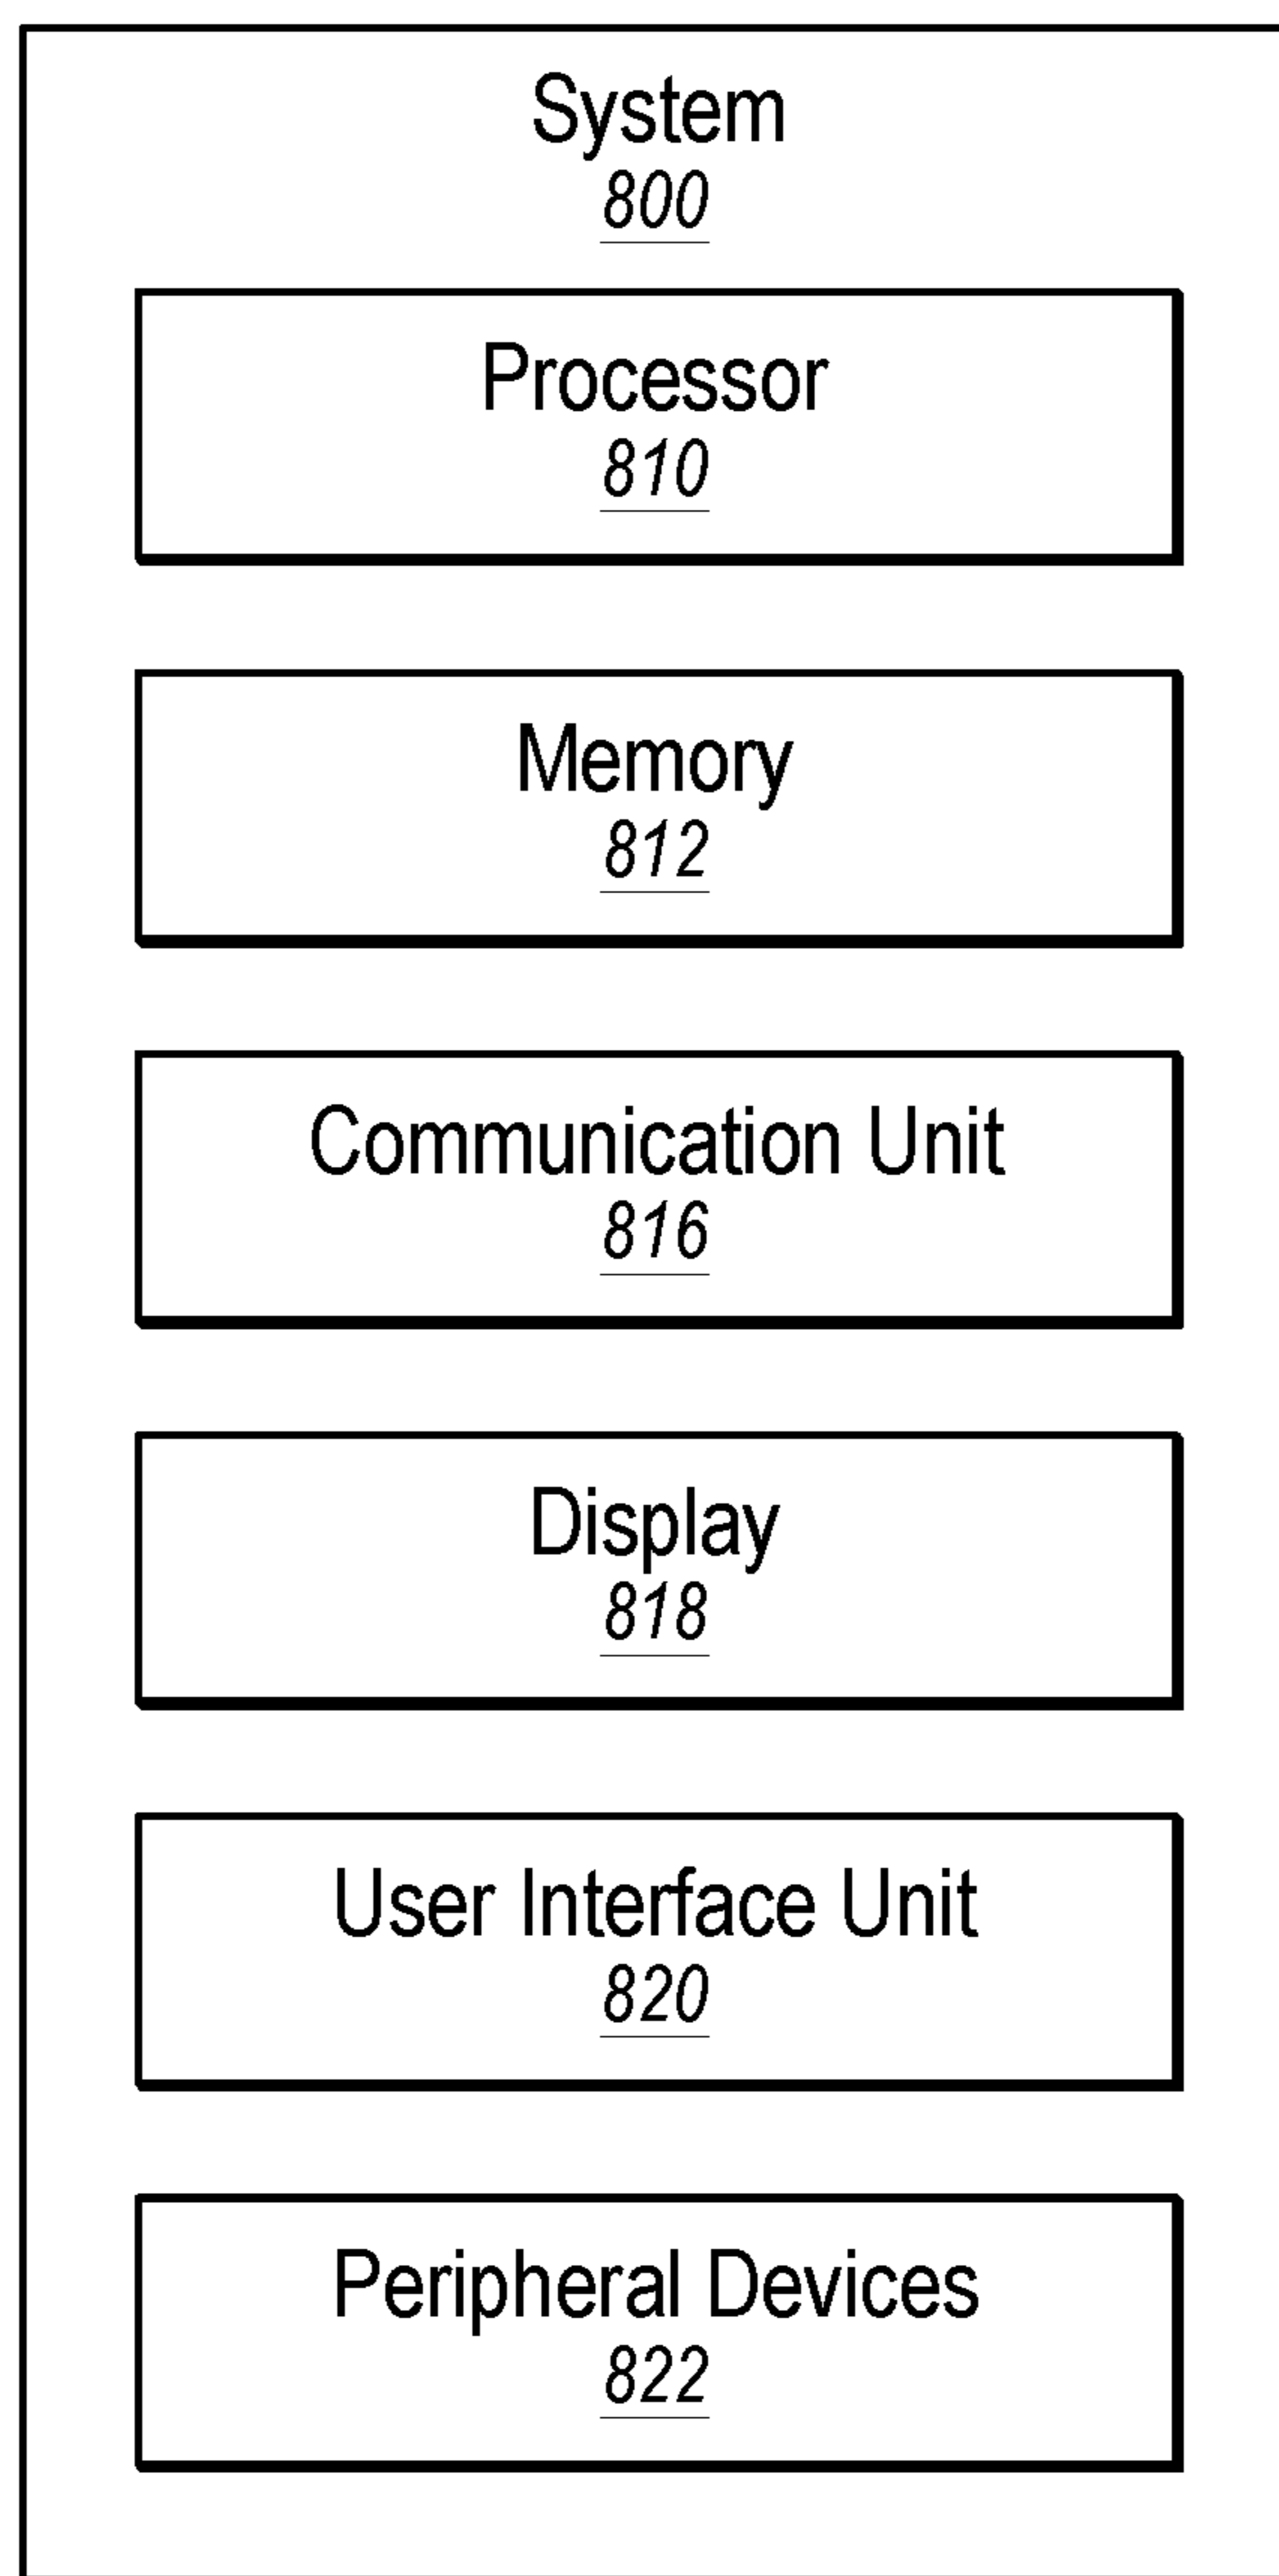 System
800
Processor
810
Memory
812
Communication Unit
816
Display
818
User Interface Unit
820
Peripheral Devices
822